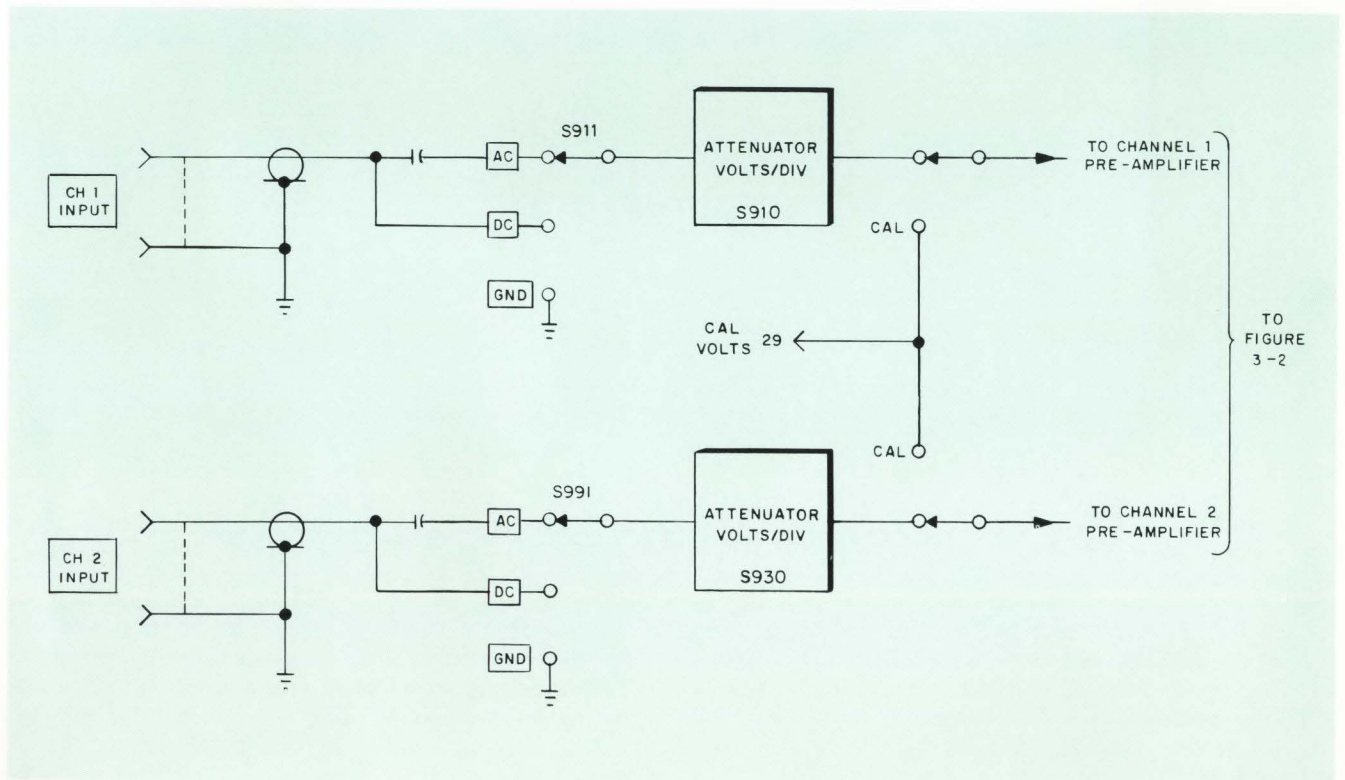 CH 1
INPUT
AC
DC
GND
S911
ATTENUATOR
VOLTS/DIV
S910
TO CHANNEL 1
PRE-AMPLIFIER
CAL
CAL
VOLTS 29
CAL
TO
FIGURE
3-2
CH 2
INPUT
AC
DC
GND
S991
ATTENUATOR
VOLTS/DIV
S930
TO CHANNEL 2
PRE-AMPLIFIER